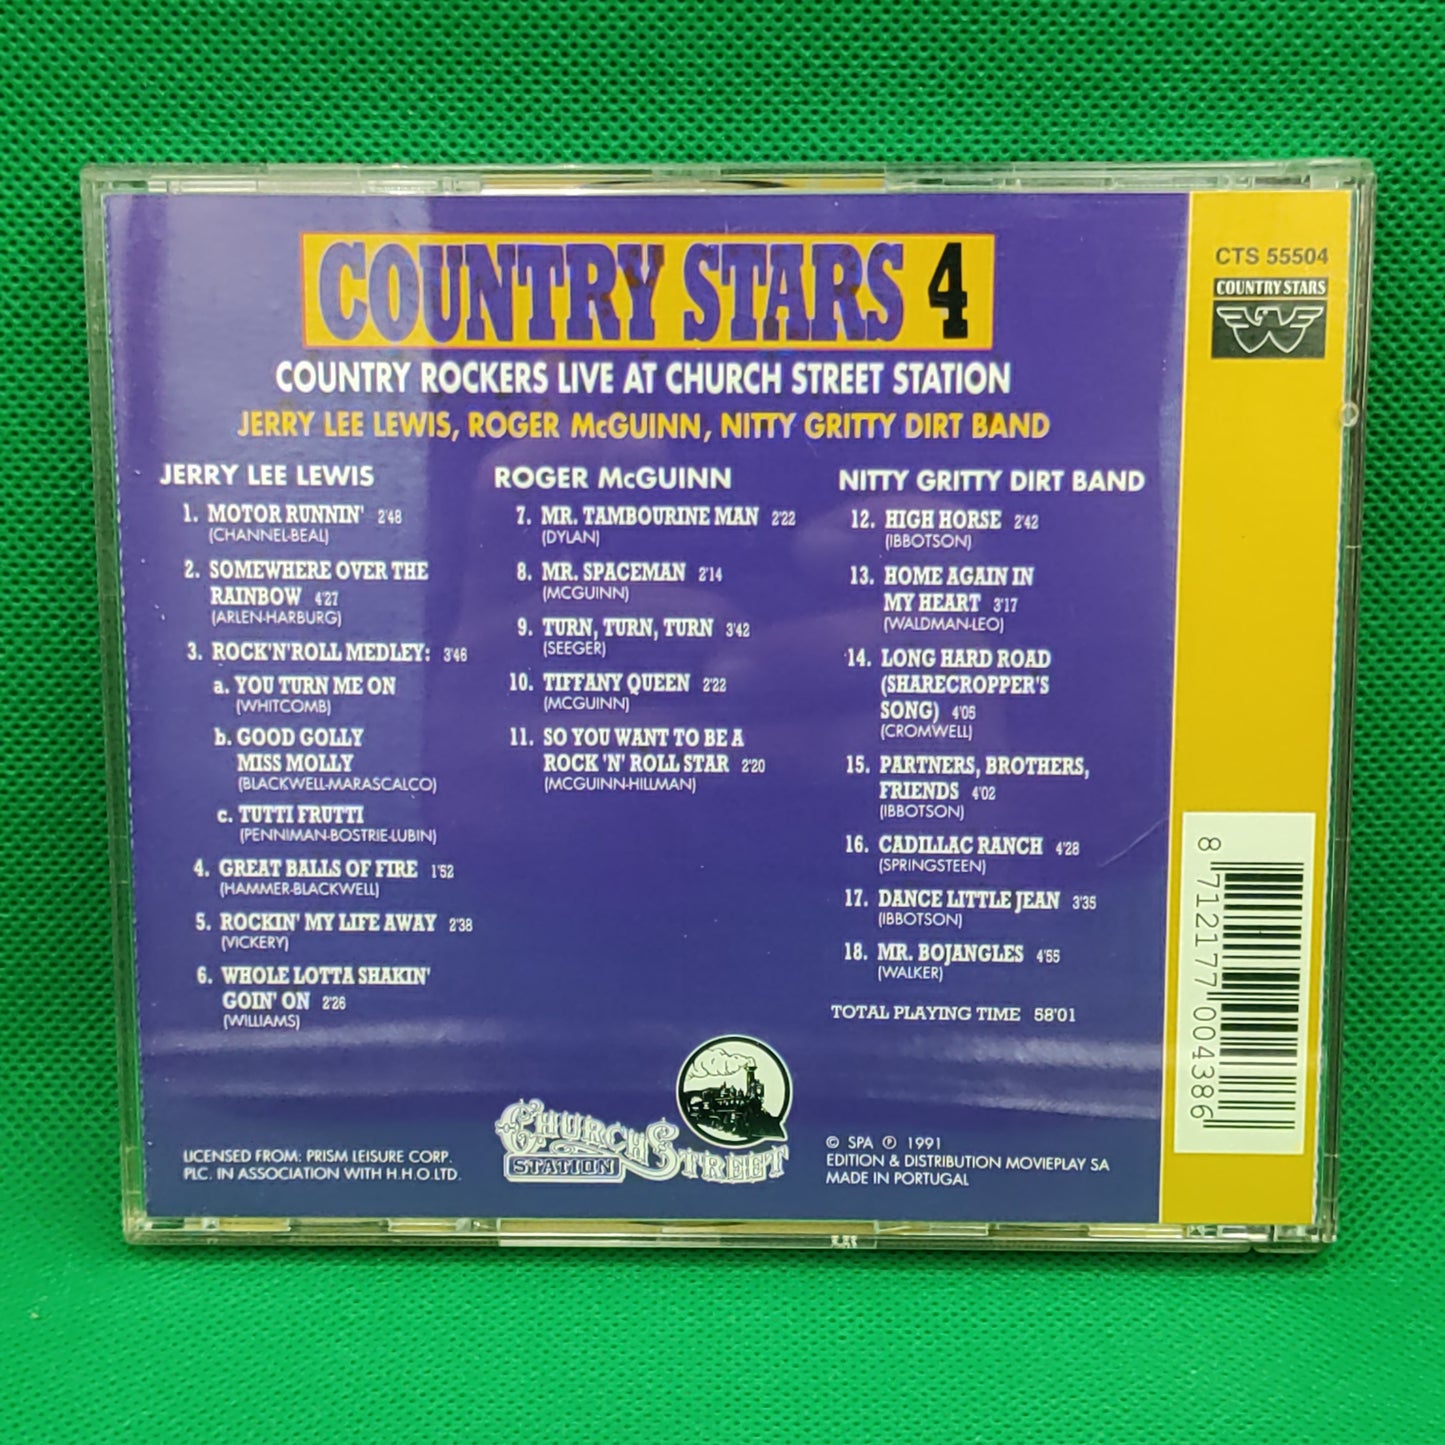 COUNTRY STARS 4
COUNTRY ROCKERS LIVE AT CHURCH STREET STATION
JERRY LEE LEWIS, ROGER McGUINN, NITTY GRITTY DIRT BAND
JERRY LEE LEWIS
1. MOTOR RUNNIN' 2'48
(CHANNEL-BEAL)
2. SOMEWHERE OVER THE
RAINBOW 4'27
(ARLEN-HARBURG)
3. ROCK'N'ROLL MEDLEY: 3'46
a. YOU TURN ME ON
(WHITCOMB)
b. GOOD GOLLY
MISS MOLLY
(BLACKWELL-MARASCALCO)
c. TUTTI FRUTTI
(PENNIMAN-BOSTRIE-LUBIN)
4. GREAT BALLS OF FIRE 1'52
(HAMMER-BLACKWELL)
5. ROCKIN' MY LIFE AWAY 2'38
(VICKERY)
6. WHOLE LOTTA SHAKIN'
GOIN' ON 2'26
(WILLIAMS)
ROGER McGUINN
7. MR. TAMBOURINE MAN 2'22
(DYLAN)
8. MR. SPACEMAN 2'14
(MCGUINN)
9. TURN, TURN, TURN 3'42
(SEEGER)
10. TIFFANY QUEEN 2'22
(MCGUINN)
11. SO YOU WANT TO BE A
ROCK 'N' ROLL STAR 2'20
(MCGUINN-HILLMAN)
NITTY GRITTY DIRT BAND
12. HIGH HORSE 2'42
(IBBOTSON)
13. HOME AGAIN IN
MY HEART 3'17
(WALDMAN-LEO)
14. LONG HARD ROAD
(SHARECROPPER'S
SONG) 4'05
(CROMWELL)
15. PARTNERS, BROTHERS,
FRIENDS 4'02
(IBBOTSON)
16. CADILLAC RANCH 4'28
(SPRINGSTEEN)
17. DANCE LITTLE JEAN 3'35
(IBBOTSON)
18. MR. BOJANGLES 4'55
(WALKER)
TOTAL PLAYING TIME 58'01
LICENSED FROM: PRISM LEISURE CORP.
PLC. IN ASSOCIATION WITH H.H.O.LTD.
CHURCH STREET
STATION
© SPA ℗ 1991
EDITION & DISTRIBUTION MOVIEPLAY SA
MADE IN PORTUGAL
CTS 55504
COUNTRY STARS
8 712177 004386